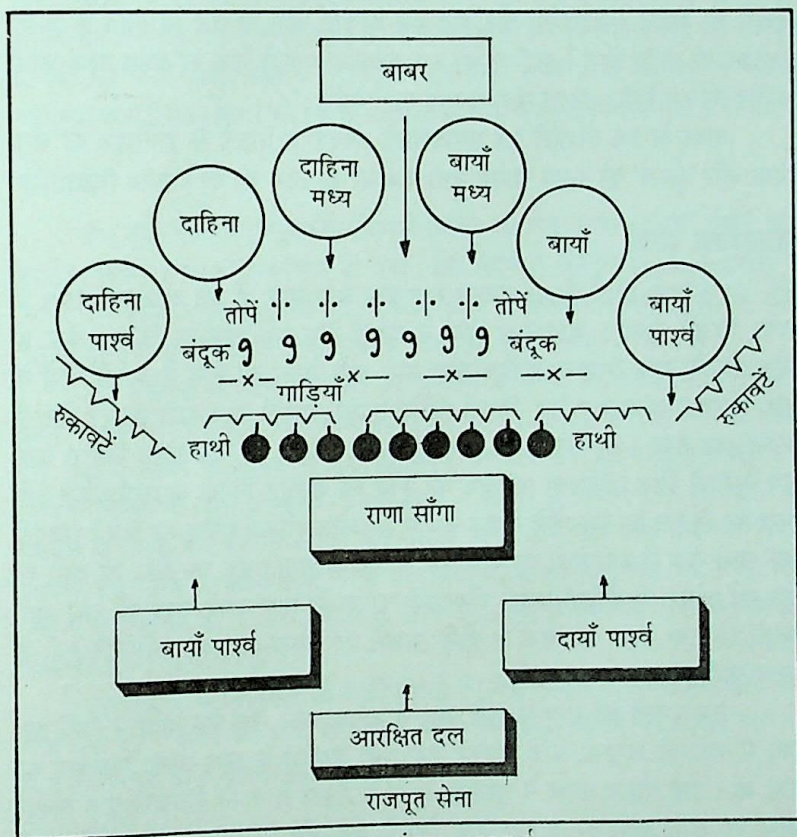 बाबर
दाहिना
मध्य
बायाँ
मध्य
दाहिना
बायाँ
दाहिना
पार्श्व
बायाँ
पार्श्व
तोपें तोपें
बंदूक बंदूक
गाड़ियाँ
रुकावटें
रुकावटें
हाथी हाथी
राणा साँगा
बायाँ पार्श्व
दायाँ पार्श्व
आरक्षित दल
राजपूत सेना